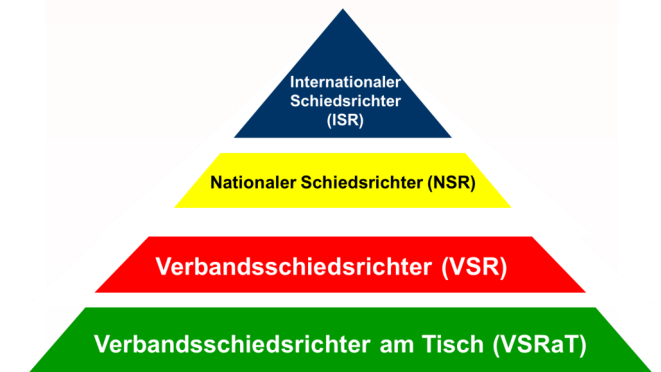 Internationaler
Schiedsrichter
(ISR)
Nationaler Schiedsrichter (NSR)
Verbandsschiedsrichter (VSR)
Verbandsschiedsrichter am Tisch (VSRaT)